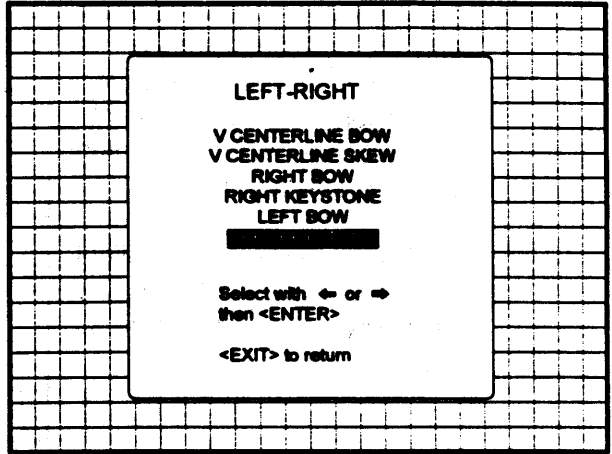 LEFT-RIGHT
V CENTERLINE BOW
V CENTERLINE SKEW
RIGHT BOW
RIGHT KEYSTONE
LEFT BOW
Select with ⇐ or ⇒
then <ENTER>
<EXIT> to return